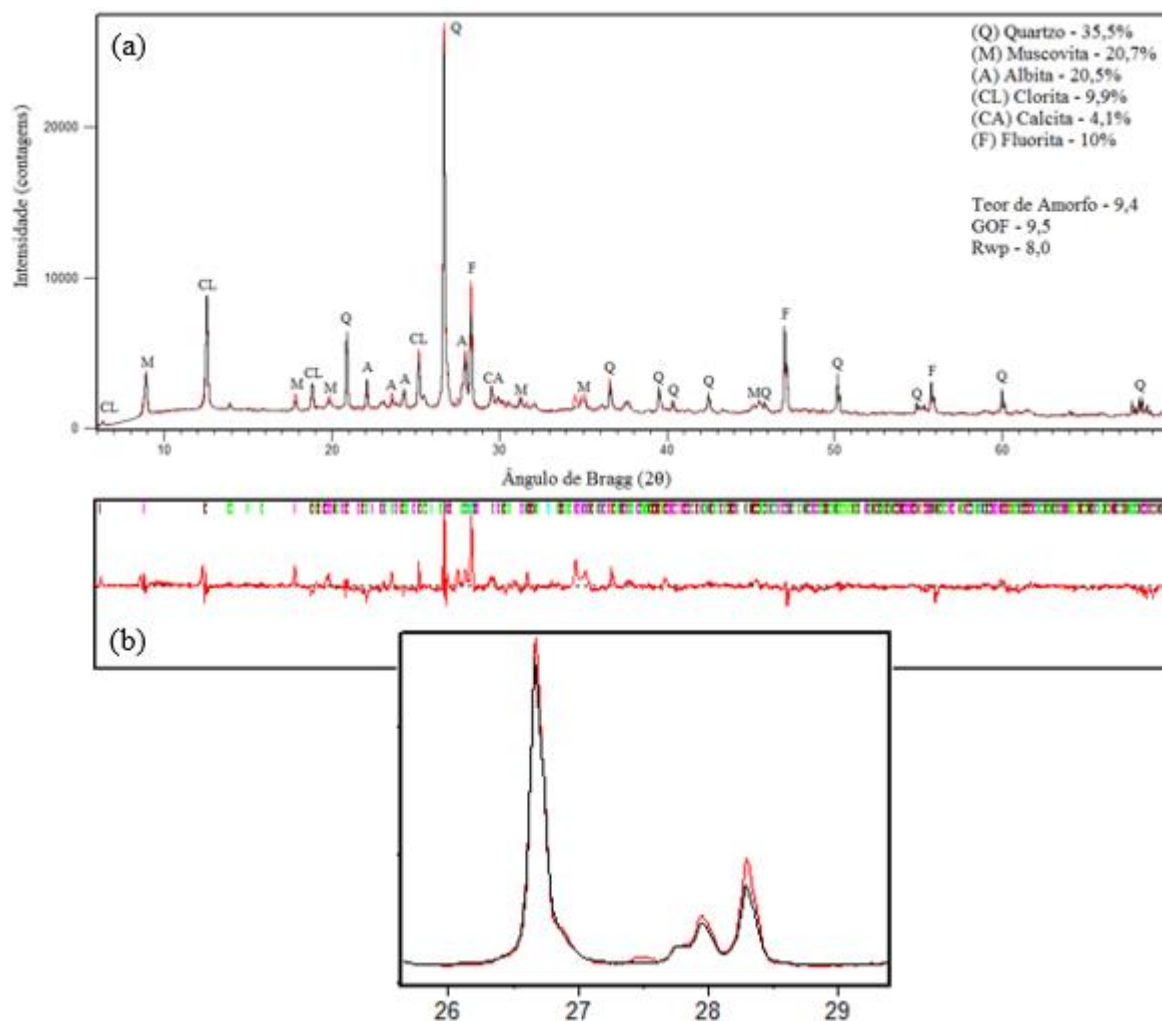 (a)
(Q) Quartzo - 35,5%
(M) Muscovita - 20,7%
(A) Albita - 20,5%
(CL) Clorita - 9,9%
(CA) Calcita - 4,1%
(F) Fluorita - 10%
Teor de Amorfo - 9,4
GOF - 9,5
Rwp - 8,0
Intensidade (contagens)
20000
10000
0
CL M CL M CL M Q A A A CL Q A F CA M M Q Q Q Q M Q F Q Q F Q Q
10 20 30 40 50 60
Ângulo de Bragg (2θ)
(b)
26 27 28 29